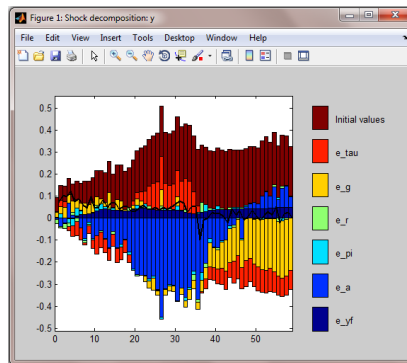 Figure 1: Shock decomposition: y
File Edit View Insert Tools Desktop Window Help
0.5
0.4
0.3
0.2
0.1
0
-0.1
-0.2
-0.3
-0.4
-0.5
0 10 20 30 40 50
Initial values
e_tau
e_g
e_r
e_pi
e_a
e_yf